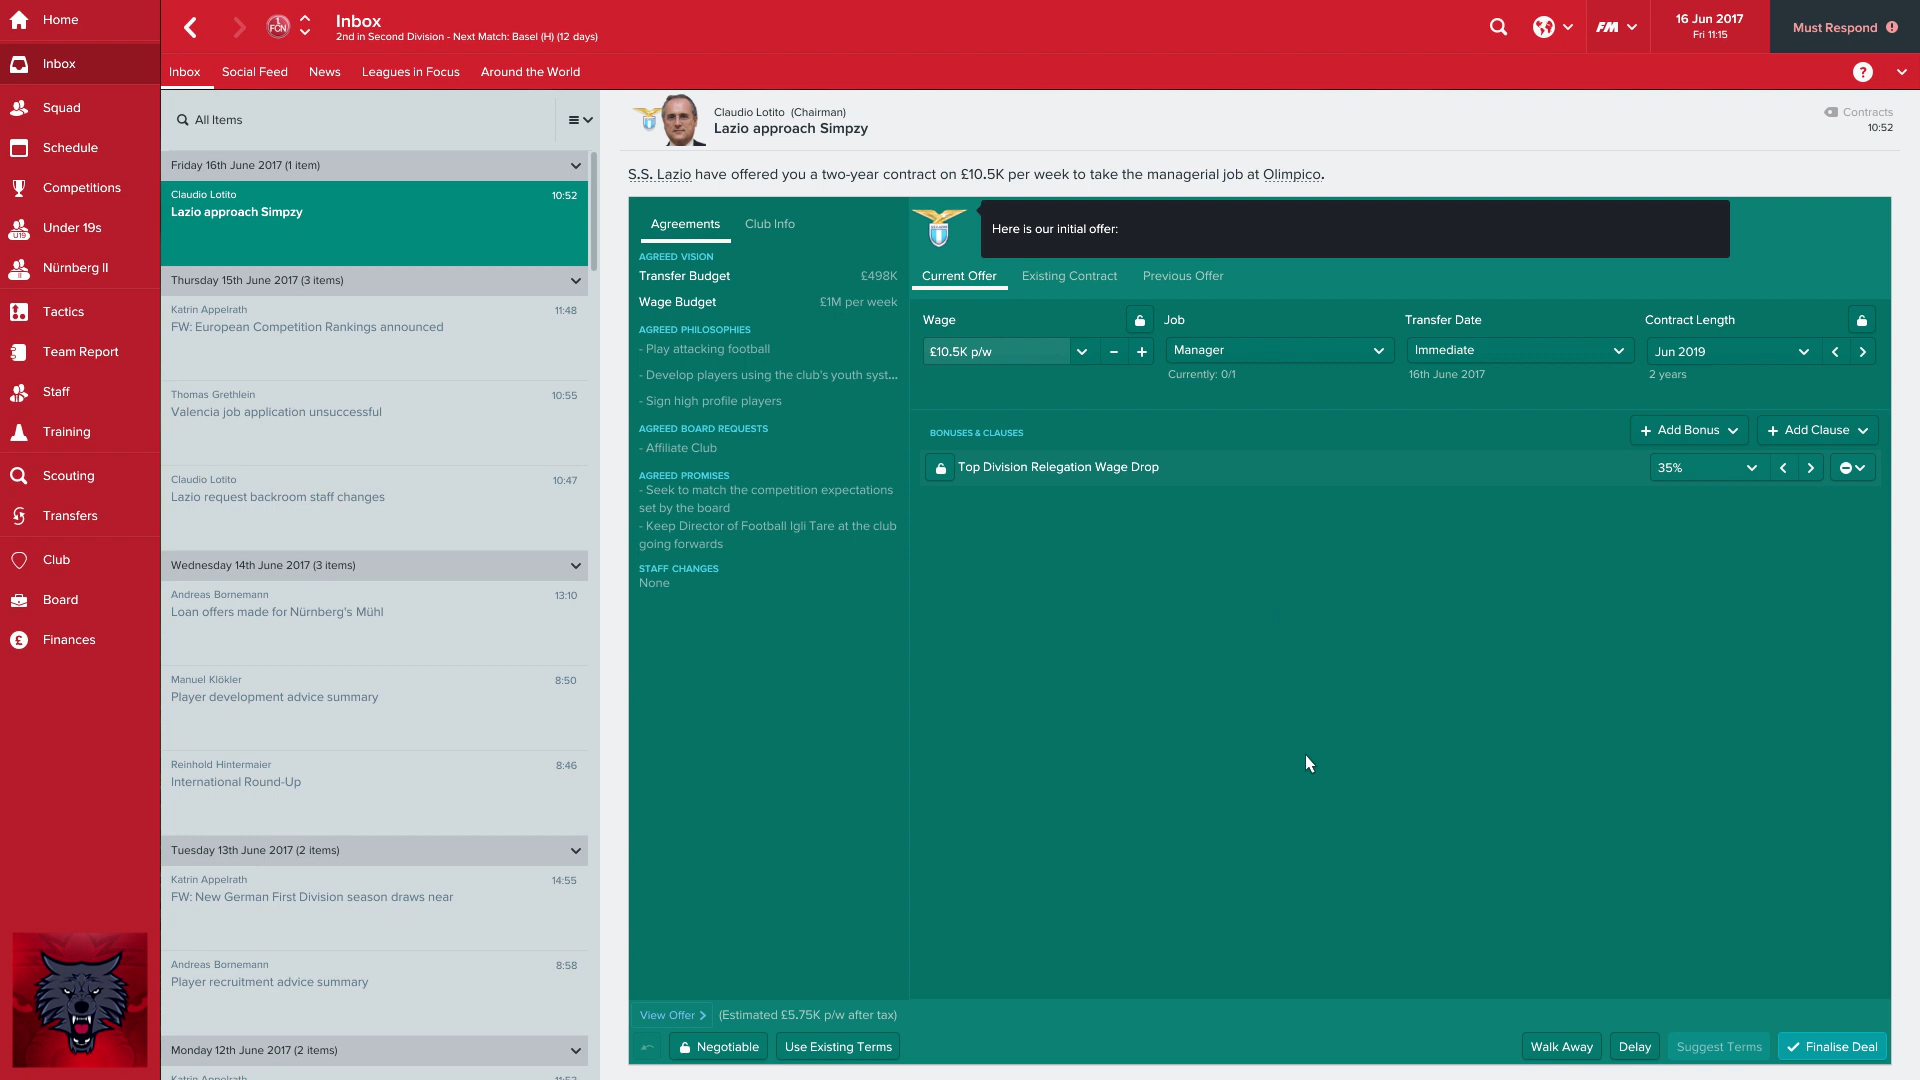 Home
Inbox
Squad
Schedule
Competitions
Under 19s
Nürnberg II
Tactics
Team Report
Staff
Training
Scouting
Transfers
Club
Board
Finances
Inbox
2nd in Second Division - Next Match: Basel (H) (12 days)
FM
16 Jun 2017
Fri 11:15
Must Respond
Inbox
Social Feed
News
Leagues in Focus
Around the World
All Items
Friday 16th June 2017 (1 item)
Claudio Lotito 10:52
Lazio approach Simpzy
Thursday 15th June 2017 (3 items)
Katrin Appelrath 11:48
FW: European Competition Rankings announced
Thomas Grethlein 10:55
Valencia job application unsuccessful
Claudio Lotito 10:47
Lazio request backroom staff changes
Wednesday 14th June 2017 (3 items)
Andreas Bornemann 13:10
Loan offers made for Nürnberg's Mühl
Manuel Klökler 8:50
Player development advice summary
Reinhold Hintermaier 8:46
International Round-Up
Tuesday 13th June 2017 (2 items)
Katrin Appelrath 14:55
FW: New German First Division season draws near
Andreas Bornemann 8:58
Player recruitment advice summary
Monday 12th June 2017 (2 items)
Katrin Appelrath 11:53
Claudio Lotito (Chairman)
Lazio approach Simpzy
Contracts
10:52
S.S. Lazio have offered you a two-year contract on £10.5K per week to take the managerial job at Olimpico.
Agreements Club Info
AGREED VISION
Transfer Budget £498K
Wage Budget £1M per week
AGREED PHILOSOPHIES
- Play attacking football
- Develop players using the club's youth syst...
- Sign high profile players
AGREED BOARD REQUESTS
- Affiliate Club
AGREED PROMISES
- Seek to match the competition expectations
set by the board
- Keep Director of Football Igli Tare at the club
going forwards
STAFF CHANGES
None
Here is our initial offer:
Current Offer Existing Contract Previous Offer
Wage Job Transfer Date Contract Length
£10.5K p/w Manager Immediate Jun 2019
Currently: 0/1 16th June 2017 2 years
BONUSES & CLAUSES
Add Bonus Add Clause
Top Division Relegation Wage Drop 35%
View Offer (Estimated £5.75K p/w after tax)
Negotiable Use Existing Terms Walk Away Delay Suggest Terms Finalise Deal